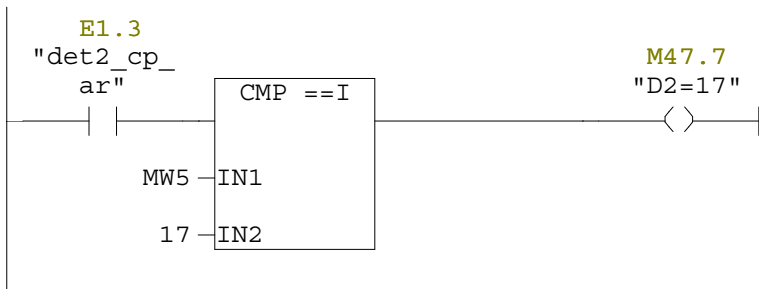 E1.3
"det2_cp_
ar"
M47.7
"D2=17"
CMP ==I
MW5
IN1
17
IN2